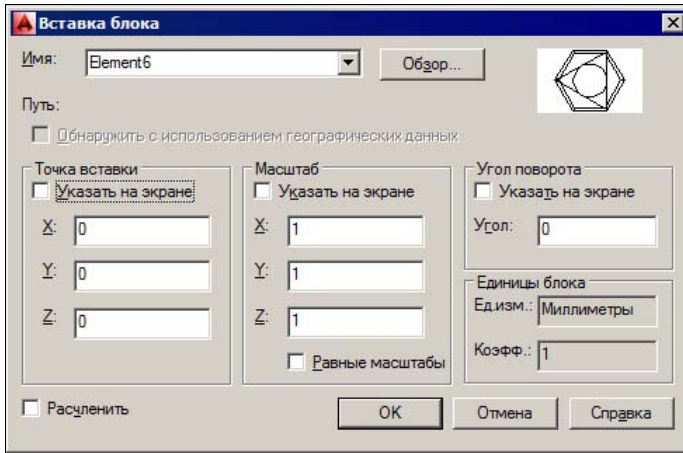 Вставка блока
Имя: Element6 Обзор...
Путь:
Обнаружить с использованием географических данных
Точка вставки Масштаб Угол поворота
Указать на экране Указать на экране Указать на экране
X: 0 X: 1 Угол: 0
Y: 0 Y: 1 Единицы блока
Ед.изм.: Миллиметры
Z: 0 Z: 1
Коэфф.: 1
Равные масштабы
Расчленить OK Отмена Справка